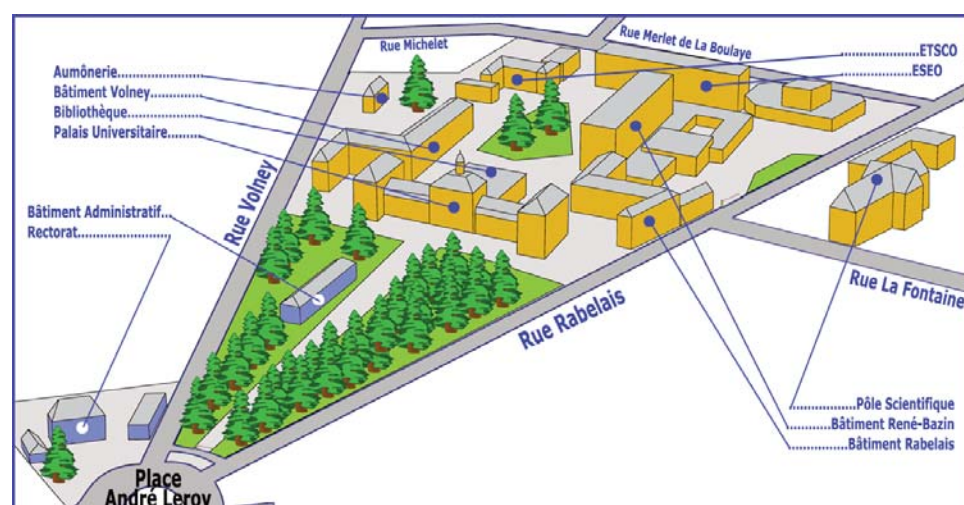 Rue Michelet
Rue Merlet de La Boulaye
ETSCO
ESEO
Aumônerie
Bâtiment Volney
Bibliothèque
Palais Universitaire
Rue Volney
Bâtiment Administratif
Rectorat
Rue Rabelais
Rue La Fontaine
Pôle Scientifique
Bâtiment René-Bazin
Bâtiment Rabelais
Place
André Leroy